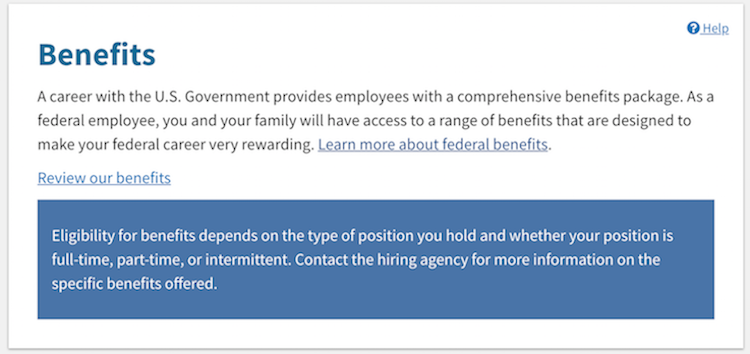 Help
Benefits
A career with the U.S. Government provides employees with a comprehensive benefits package. As a
federal employee, you and your family will have access to a range of benefits that are designed to
make your federal career very rewarding. Learn more about federal benefits.
Review our benefits
Eligibility for benefits depends on the type of position you hold and whether your position is
full-time, part-time, or intermittent. Contact the hiring agency for more information on the
specific benefits offered.